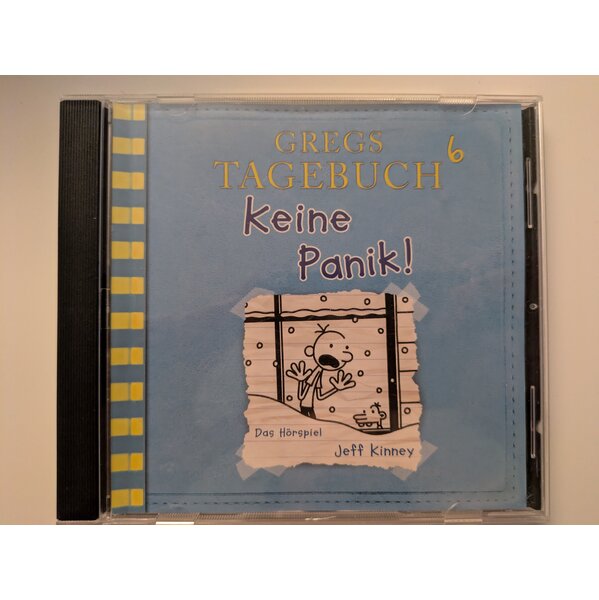 GREGS
TAGEBUCH 6
Keine
Panik!
Das Hörspiel
Jeff Kinney